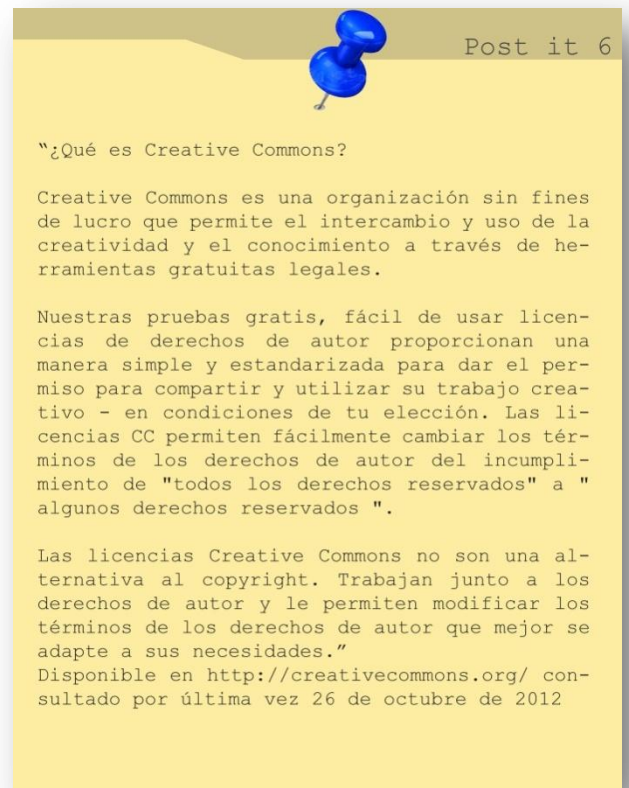 Post it 6
“¿Qué es Creative Commons?
Creative Commons es una organización sin fines
de lucro que permite el intercambio y uso de la
creatividad y el conocimiento a través de he-
rramientas gratuitas legales.
Nuestras pruebas gratis, fácil de usar licen-
cias de derechos de autor proporcionan una
manera simple y estandarizada para dar el per-
miso para compartir y utilizar su trabajo crea-
tivo - en condiciones de tu elección. Las li-
cencias CC permiten fácilmente cambiar los tér-
minos de los derechos de autor del incumpli-
miento de "todos los derechos reservados" a "
algunos derechos reservados ".
Las licencias Creative Commons no son una al-
ternativa al copyright. Trabajan junto a los
derechos de autor y le permiten modificar los
términos de los derechos de autor que mejor se
adapte a sus necesidades.”
Disponible en http://creativecommons.org/ con-
sultado por última vez 26 de octubre de 2012